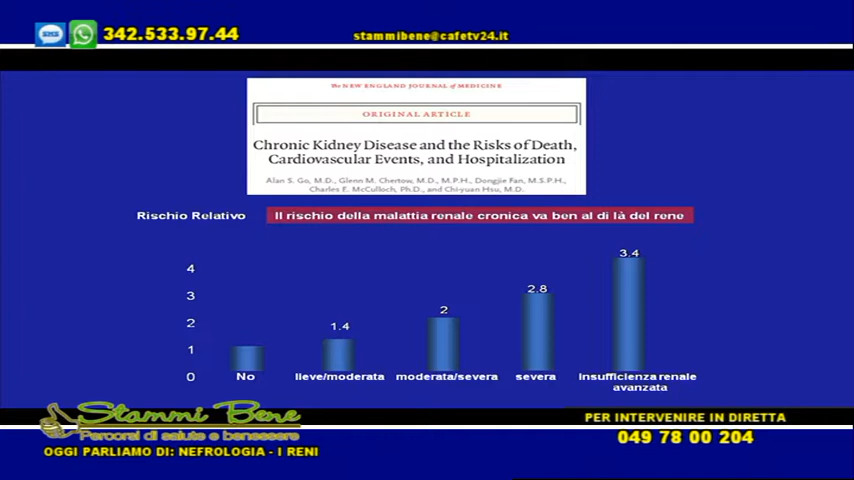 SMS
342.533.97.44
stammibene@cafetv24.it
The NEW ENGLAND JOURNAL of MEDICINE
ORIGINAL ARTICLE
Chronic Kidney Disease and the Risks of Death,
Cardiovascular Events, and Hospitalization
Alan S. Go, M.D., Glenn M. Chertow, M.D., M.P.H., Dongjie Fan, M.S.P.H.,
Charles E. McCulloch, Ph.D., and Chi-yuan Hsu, M.D.
Rischio Relativo
Il rischio della malattia renale cronica va ben al di là del rene
4
3
2
1
0
1.4
2
2.8
3.4
No
lieve/moderata
moderata/severa
severa
Insufficienza renale
avanzata
Stammi Bene
Percorsi di salute e benessere
OGGI PARLIAMO DI: NEFROLOGIA - I RENI
PER INTERVENIRE IN DIRETTA
049 78 00 204